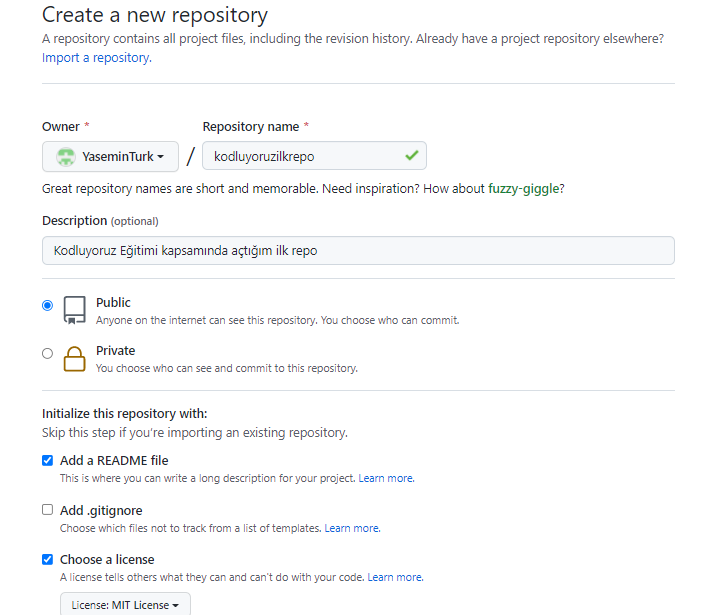 Create a new repository
A repository contains all project files, including the revision history. Already have a project repository elsewhere?
Import a repository.
Owner * Repository name *
YaseminTurk / kodluyoruzilkrepo
Great repository names are short and memorable. Need inspiration? How about fuzzy-giggle?
Description (optional)
Kodluyoruz Eğitimi kapsamında açtığım ilk repo
Public
Anyone on the internet can see this repository. You choose who can commit.
Private
You choose who can see and commit to this repository.
Initialize this repository with:
Skip this step if you're importing an existing repository.
Add a README file
This is where you can write a long description for your project. Learn more.
Add .gitignore
Choose which files not to track from a list of templates. Learn more.
Choose a license
A license tells others what they can and can't do with your code. Learn more.
License: MIT License